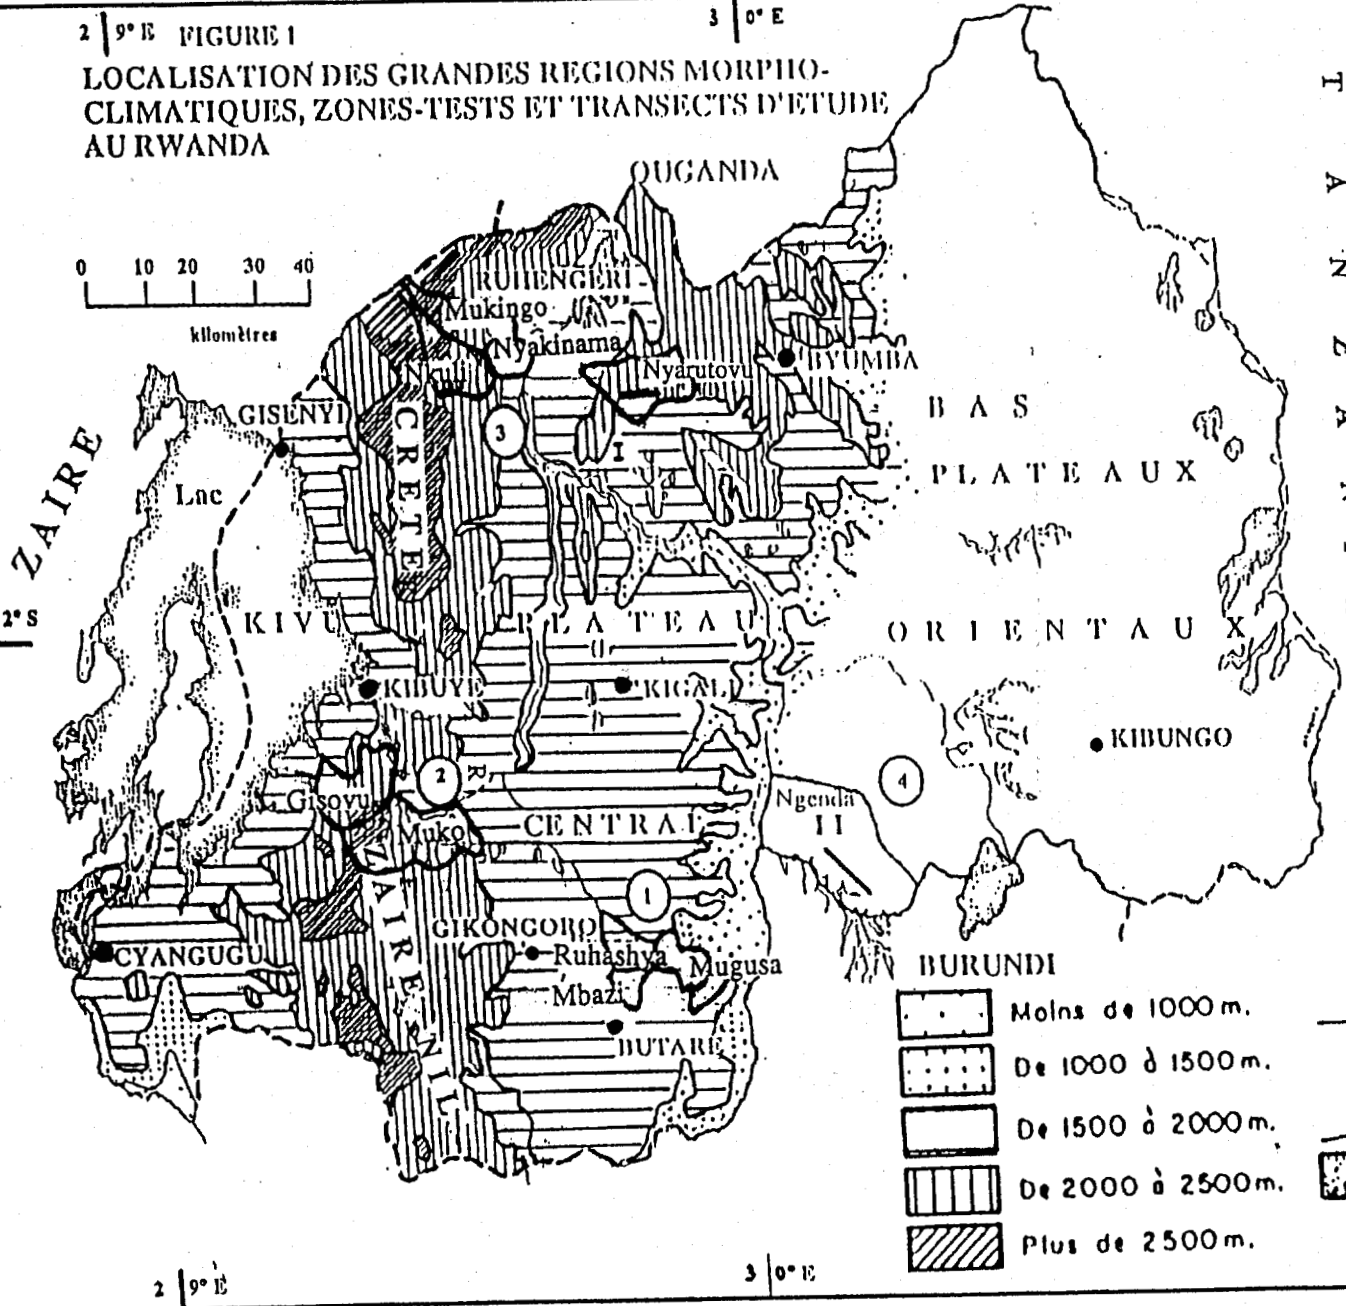 2 9° E FIGURE 1
3 0° E
LOCALISATION DES GRANDES REGIONS MORPHO-
CLIMATIQUES, ZONES-TESTS ET TRANSECTS D'ETUDE
AU RWANDA
OUGANDA
0 10 20 30 40
kilomètres
RUHENGERI
Mukingo
Nyakinama
Nkuli
Nyarutovu
BYUMBA
GISENYI
ZAIRE
Lac
KIVU
3
I
CRETE
BAS
PLATEAUX
ORIENTAUX
TANZANI
2° S
PLATEAU
KIBUYE
KIGALI
KIBUNGO
2
R
4
Gisovu
Muko
CENTRAL
Ngenda
II
ZAIRE NIL
1
GIKONGORO
Ruhashya
Mugusa
Mbazi
CYANGUGU
BUTARE
BURUNDI
Moins de 1000 m.
De 1000 à 1500 m.
De 1500 à 2000 m.
De 2000 à 2500 m.
Plus de 2500 m.
2 9° E
3 0° E